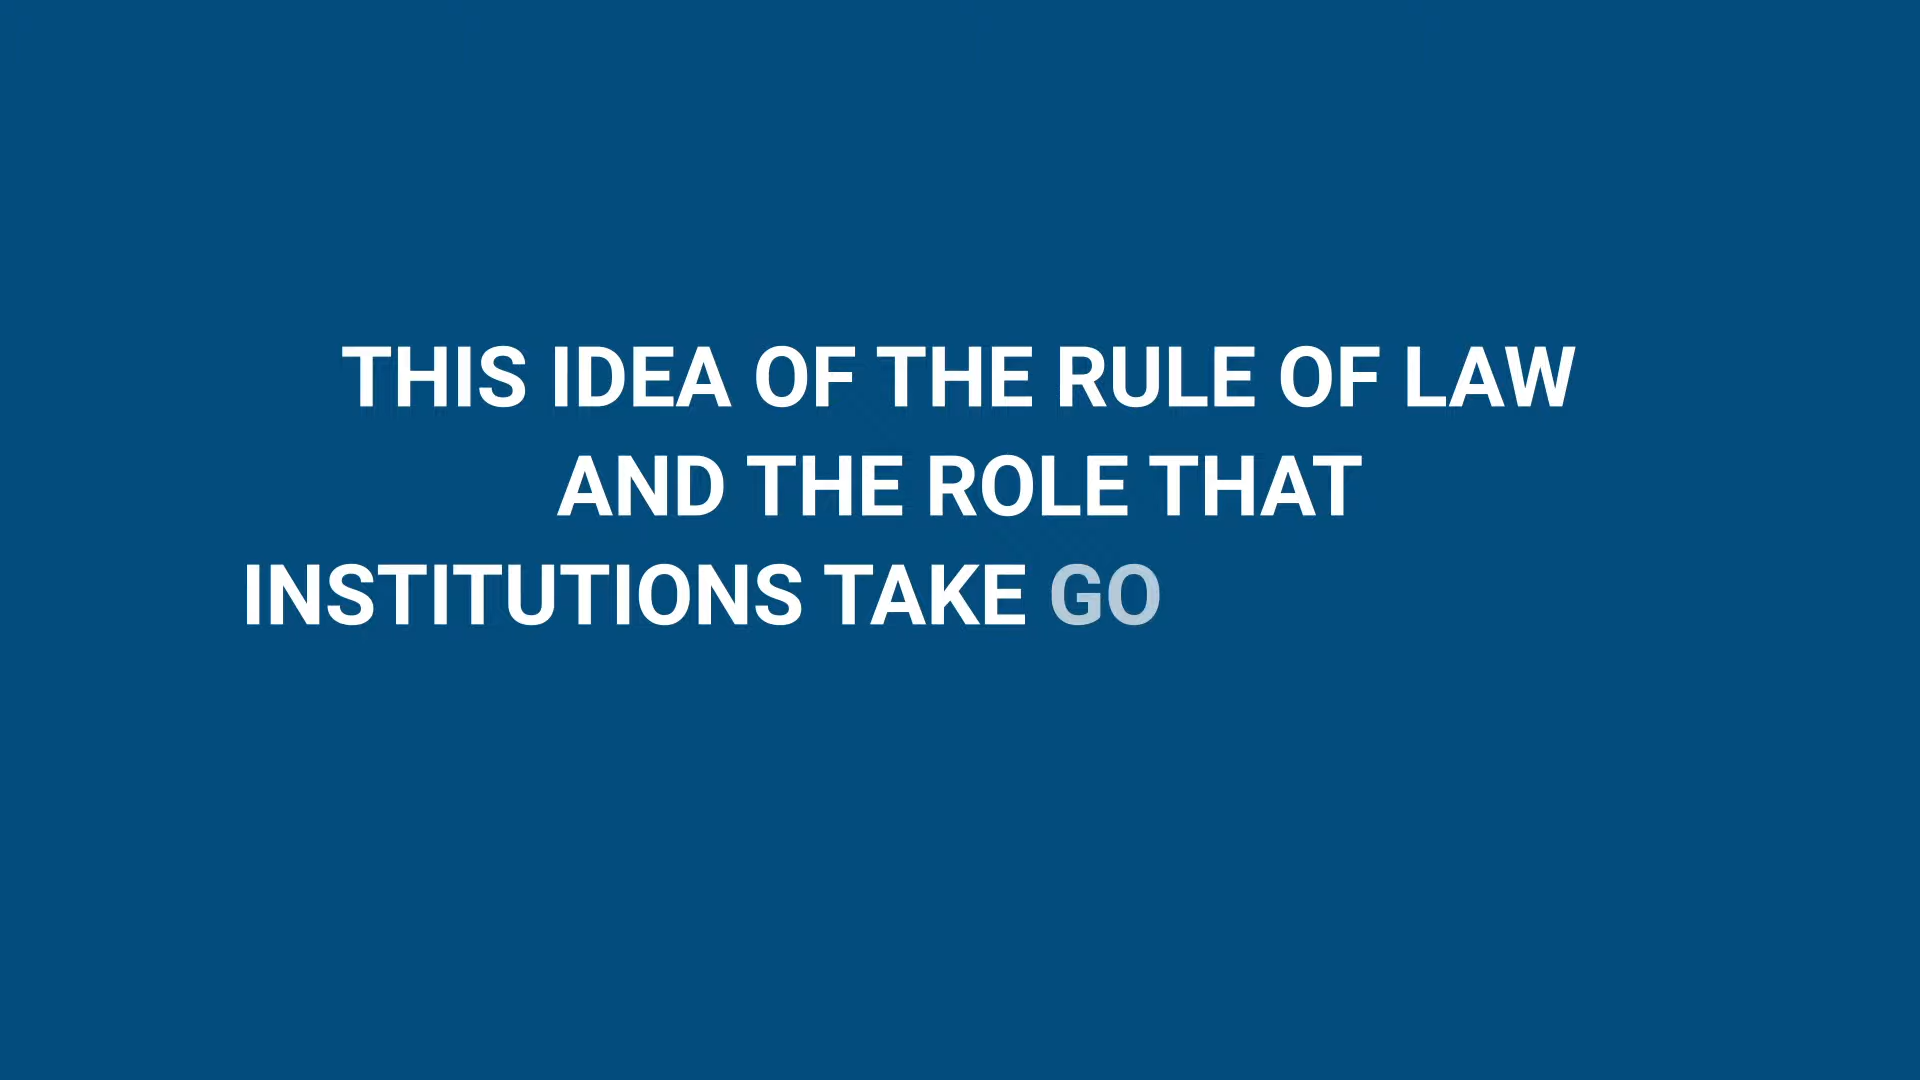 THIS IDEA OF THE RULE OF LAW
AND THE ROLE THAT
INSTITUTIONS TAKE GO